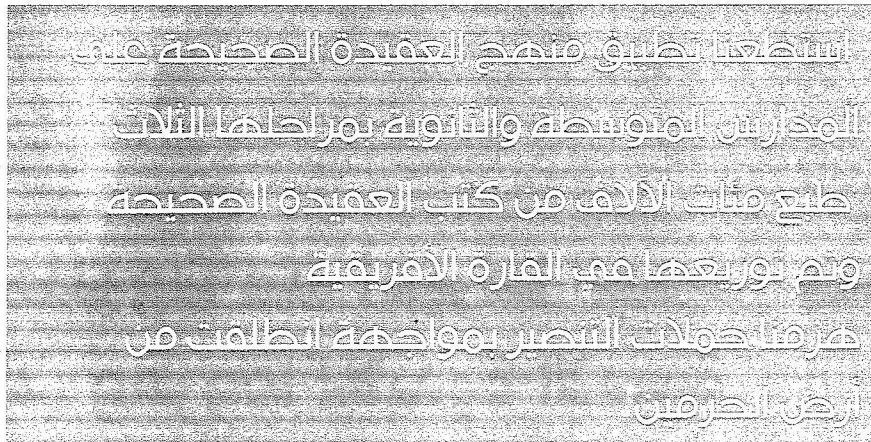 استطعنا تطبيق منهج العقيدة الصحيحة على
المدارس المتوسطة والثانوية بمراحلها الثلاث
طبع مئات الآلاف من كتب العقيدة الصحيحة
وتم توزيعها في القارة الأفريقية
هزمنا حملات التنصير بمواجهة انطلقت من
أرض الحرمين